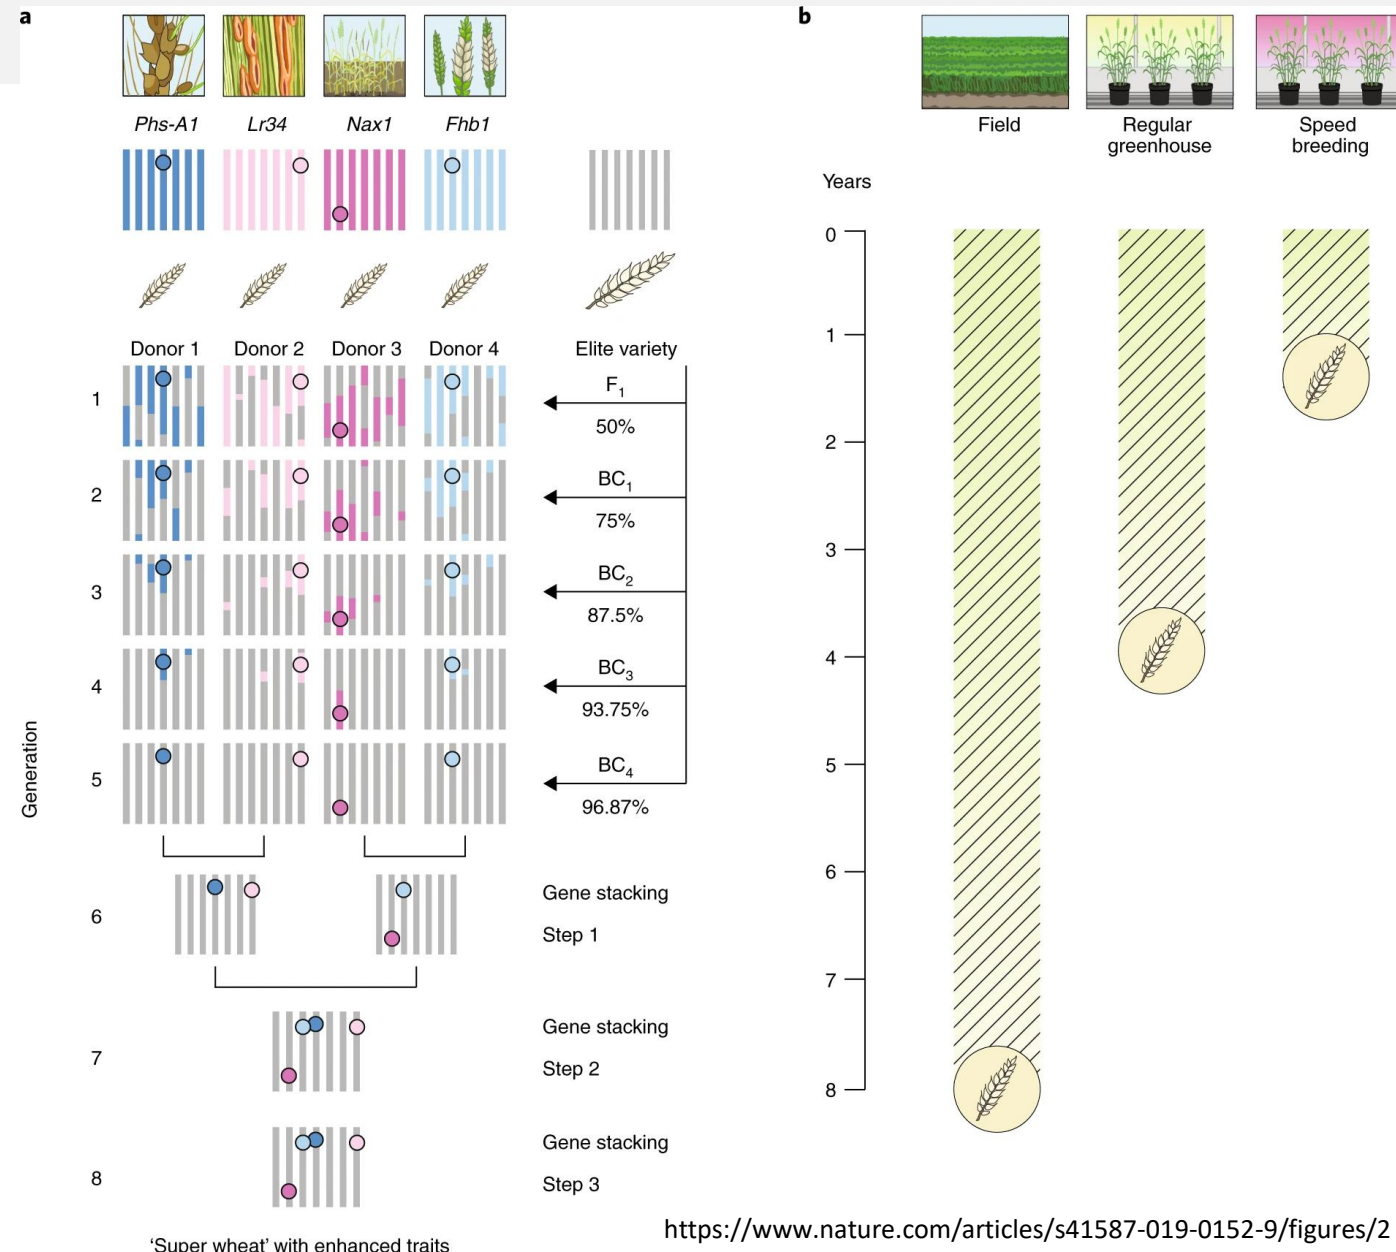 a
Phs-A1 Lr34 Nax1 Fhb1
Donor 1 Donor 2 Donor 3 Donor 4 Elite variety
Generation
1 F1
50%
2 BC1
75%
3 BC2
87.5%
4 BC3
93.75%
5 BC4
96.87%
6 Gene stacking
Step 1
7 Gene stacking
Step 2
8 Gene stacking
Step 3
'Super wheat' with enhanced traits
b
Field Regular greenhouse Speed breeding
Years
0
1
2
3
4
5
6
7
8
https://www.nature.com/articles/s41587-019-0152-9/figures/2